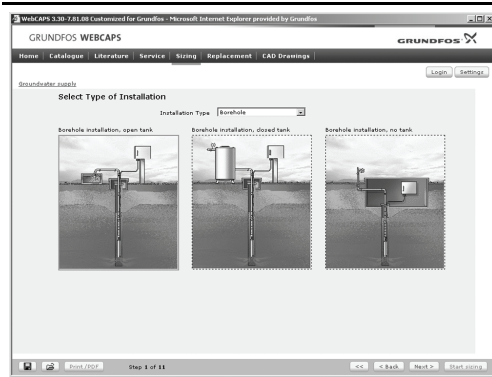 WebCAPS 3.30-7.81.08 Customized for Grundfos - Microsoft Internet Explorer provided by Grundfos
GRUNDFOS WEBCAPS
GRUNDFOS
Home Catalogue Literature Service Sizing Replacement CAD Drawings
Login Settings
Groundwater supply
Select Type of Installation
Installation Type Borehole
Borehole installation, open tank Borehole installation, closed tank Borehole installation, no tank
Print/PDF Step 1 of 11 << < Back Next > Start sizing